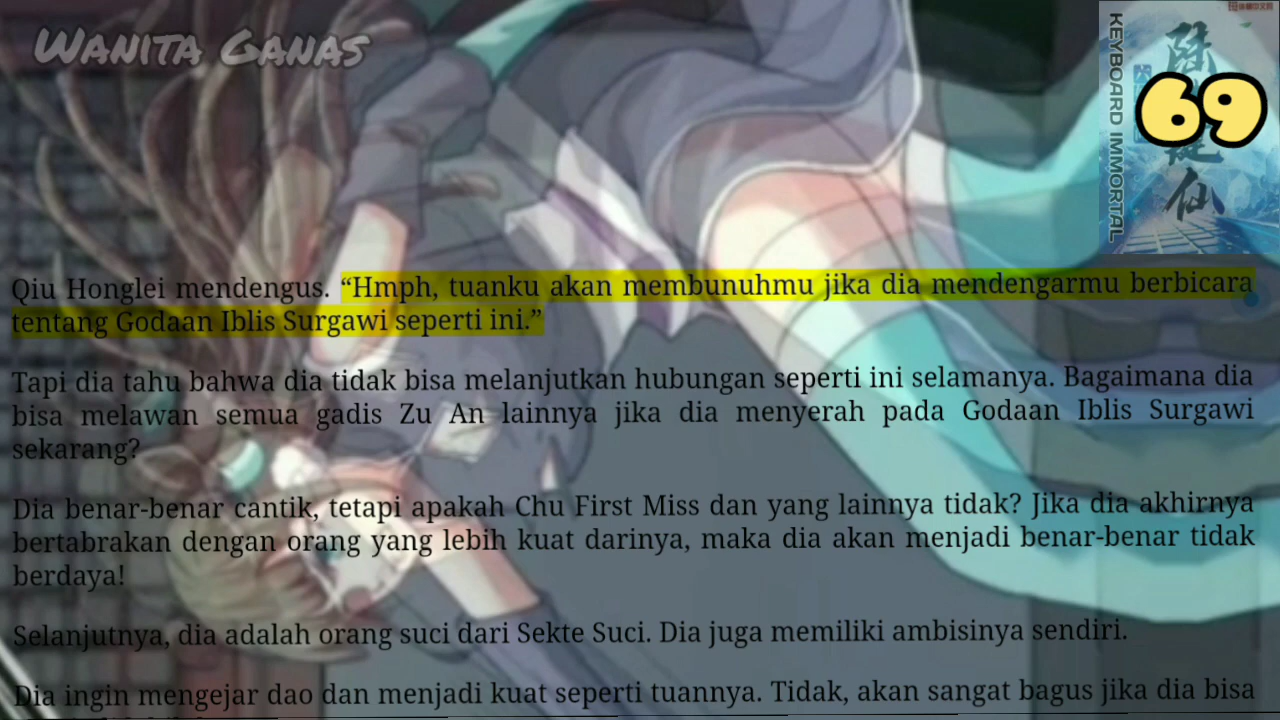 Wanita Ganas
KEYBOARD IMMORTAL
69
仙
Qiu Honglei mendengus. “Hmph, tuanku akan membunuhmu jika dia mendengarmu berbicara
tentang Godaan Iblis Surgawi seperti ini.”
Tapi dia tahu bahwa dia tidak bisa melanjutkan hubungan seperti ini selamanya. Bagaimana dia
bisa melawan semua gadis Zu An lainnya jika dia menyerah pada Godaan Iblis Surgawi
sekarang?
Dia benar-benar cantik, tetapi apakah Chu First Miss dan yang lainnya tidak? Jika dia akhirnya
bertabrakan dengan orang yang lebih kuat darinya, maka dia akan menjadi benar-benar tidak
berdaya!
Selanjutnya, dia adalah orang suci dari Sekte Suci. Dia juga memiliki ambisinya sendiri.
Dia ingin mengejar dao dan menjadi kuat seperti tuannya. Tidak, akan sangat bagus jika dia bisa